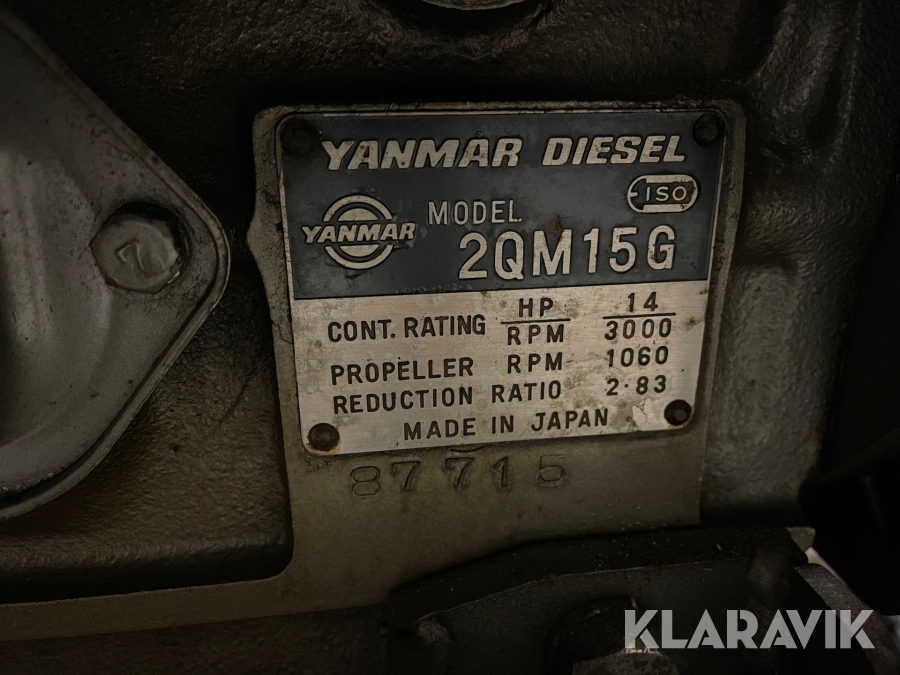 YANMAR DIESEL
ISO
YANMAR
MODEL
2QM15G
CONT. RATING HP/RPM 14/3000
PROPELLER RPM 1060
REDUCTION RATIO 2·83
MADE IN JAPAN
87715
7
KLARAVIK